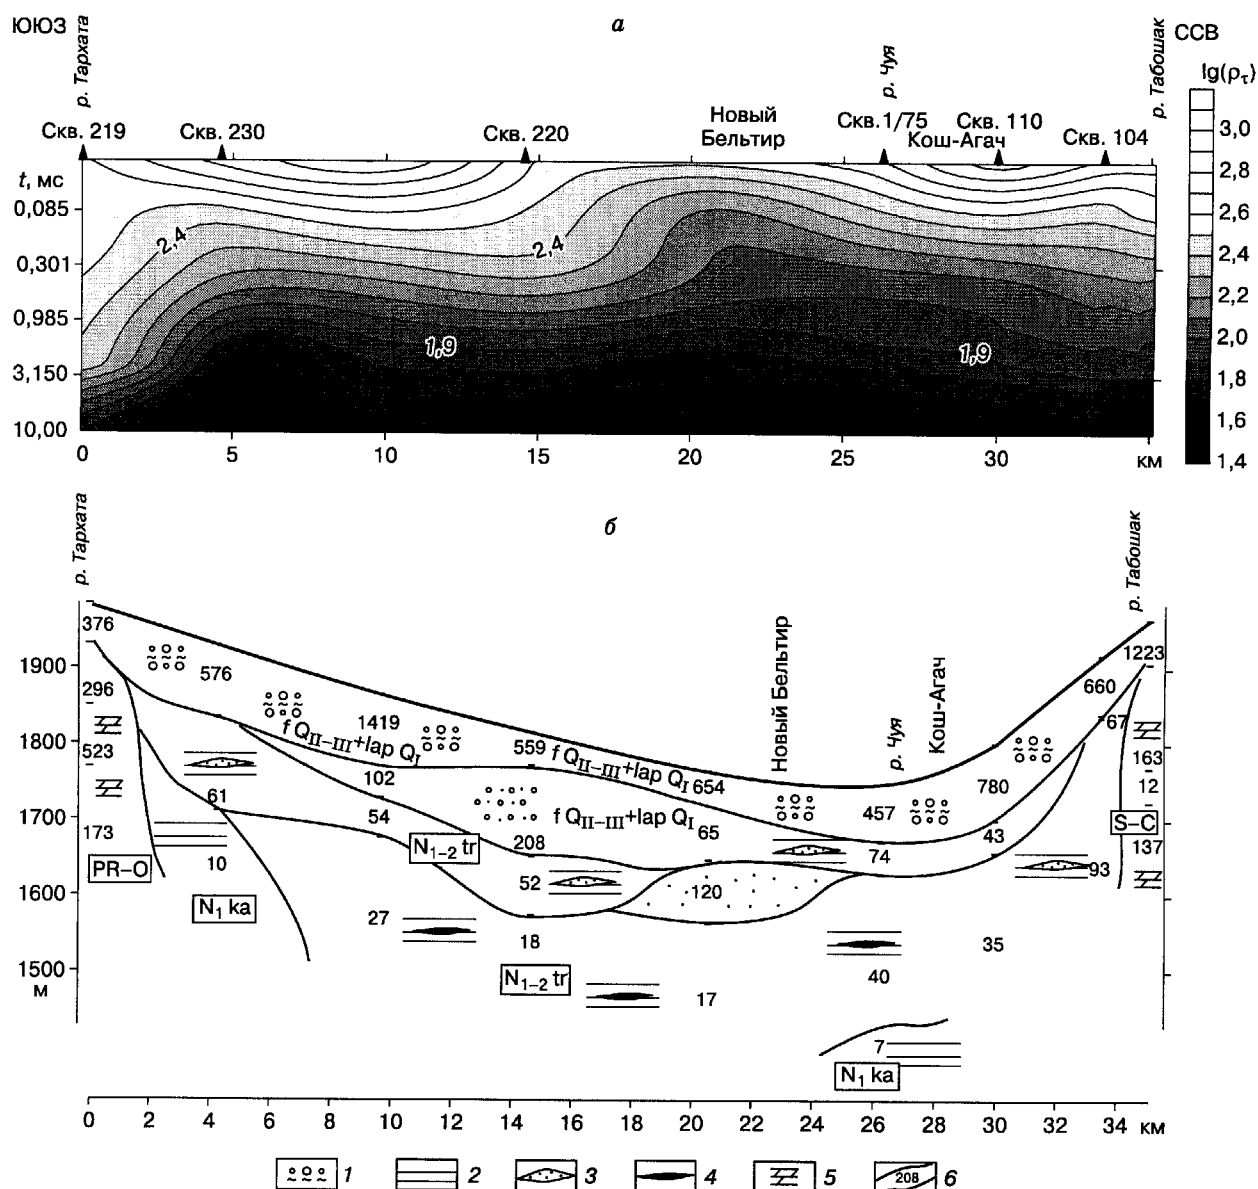 ЮЮЗ
р. Тархата
а
р. Чуя
р. Табошак
ССВ
lg(ρτ)
Скв. 219
Скв. 230
Скв. 220
Новый
Бельтир
Скв.1/75
Скв. 110
Кош-Агач
Скв. 104
t, мс
0,085
0,301
0,985
3,150
10,00
2,4
2,4
1,9
1,9
3,0
2,8
2,6
2,4
2,2
2,0
1,8
1,6
1,4
0
5
10
15
20
25
30
км
р. Тархата
б
р. Табошак
Новый Бельтир
р. Чуя
Кош-Агач
1900
1800
1700
1600
1500
м
376
296
523
173
PR–O
576
1419
f QII–III+lap QI
559
f QII–III+lap QI
654
457
780
660
1223
67
163
12
S–C
137
102
61
54
N1–2 tr
f QII–III+lap QI
65
208
74
43
93
10
N1 ka
52
120
27
18
35
N1–2 tr
17
40
7
N1 ka
0
2
4
6
8
10
12
14
16
18
20
22
24
26
28
30
32
34
км
1
2
3
4
5
208
6